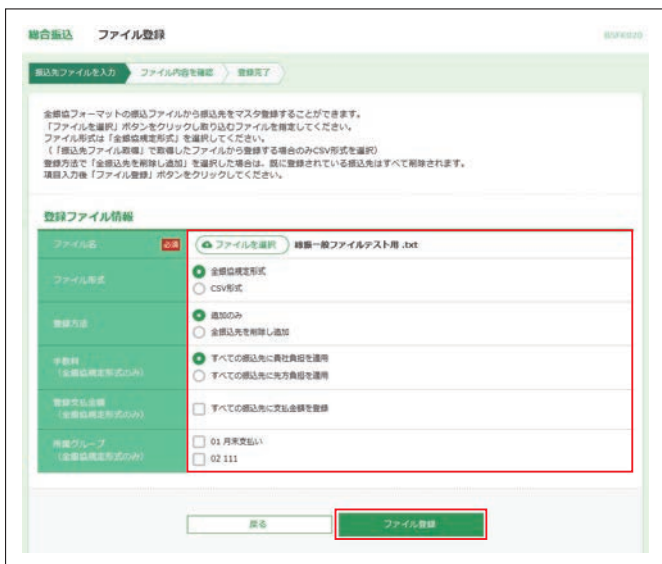 総合振込 ファイル登録
BSFK020
振込先ファイルを入力 ファイル内容を確認 登録完了
全銀協フォーマットの振込ファイルから振込先をマスタ登録することができます。
「ファイルを選択」ボタンをクリックし取り込むファイルを指定してください。
ファイル形式は「全銀協規定形式」を選択してください。
（「振込先ファイル取得」で取得したファイルから登録する場合のみCSV形式を選択）
登録方法で「全振込先を削除し追加」を選択した場合は、既に登録されている振込先はすべて削除されます。
項目入力後「ファイル登録」ボタンをクリックしてください。
登録ファイル情報
ファイル名 必須 ファイルを選択 総振一般ファイルテスト用 .txt
ファイル形式
全銀協規定形式
CSV形式
登録方法
追加のみ
全振込先を削除し追加
手数料
（全銀協規定形式のみ）
すべての振込先に貴社負担を適用
すべての振込先に先方負担を適用
登録支払金額
（全銀協規定形式のみ）
すべての振込先に支払金額を登録
所属グループ
（全銀協規定形式のみ）
01 月末支払い
02 111
戻る ファイル登録